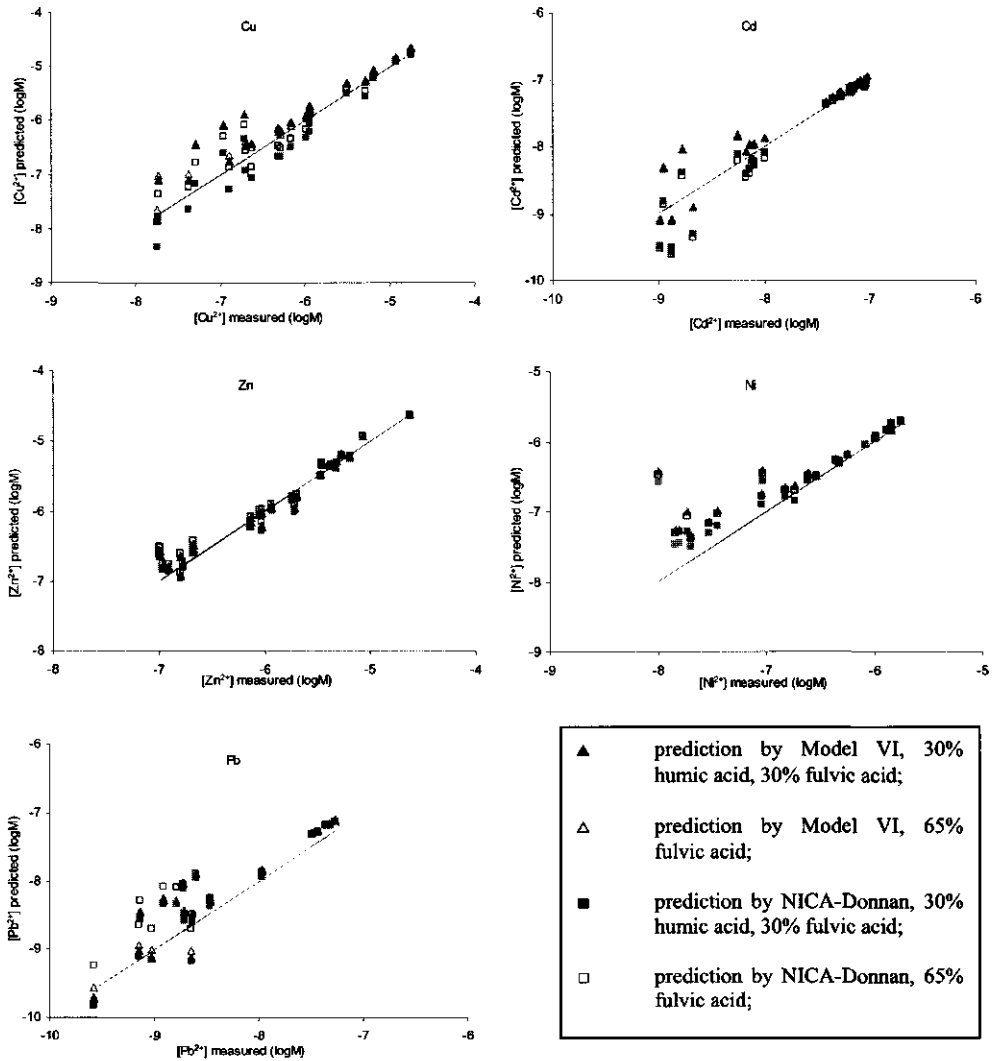 Cu
-4
-5
-6
-7
-8
-9
[Cu²⁺] predicted (logM)
-9 -8 -7 -6 -5 -4
[Cu²⁺] measured (logM)
Cd
-6
-7
-8
-9
-10
[Cd²⁺] predicted (logM)
-10 -9 -8 -7 -6
[Cd²⁺] measured (logM)
Zn
-4
-5
-6
-7
-8
[Zn²⁺] predicted (logM)
-8 -7 -6 -5 -4
[Zn²⁺] measured (logM)
Ni
-5
-6
-7
-8
-9
[Ni²⁺] predicted (logM)
-9 -8 -7 -6 -5
[Ni²⁺] measured (logM)
Pb
-6
-7
-8
-9
-10
[Pb²⁺] predicted (logM)
-10 -9 -8 -7 -6
[Pb²⁺] measured (logM)
▲ prediction by Model VI, 30%
humic acid, 30% fulvic acid;
△ prediction by Model VI, 65%
fulvic acid;
■ prediction by NICA-Donnan, 30%
humic acid, 30% fulvic acid;
□ prediction by NICA-Donnan, 65%
fulvic acid;